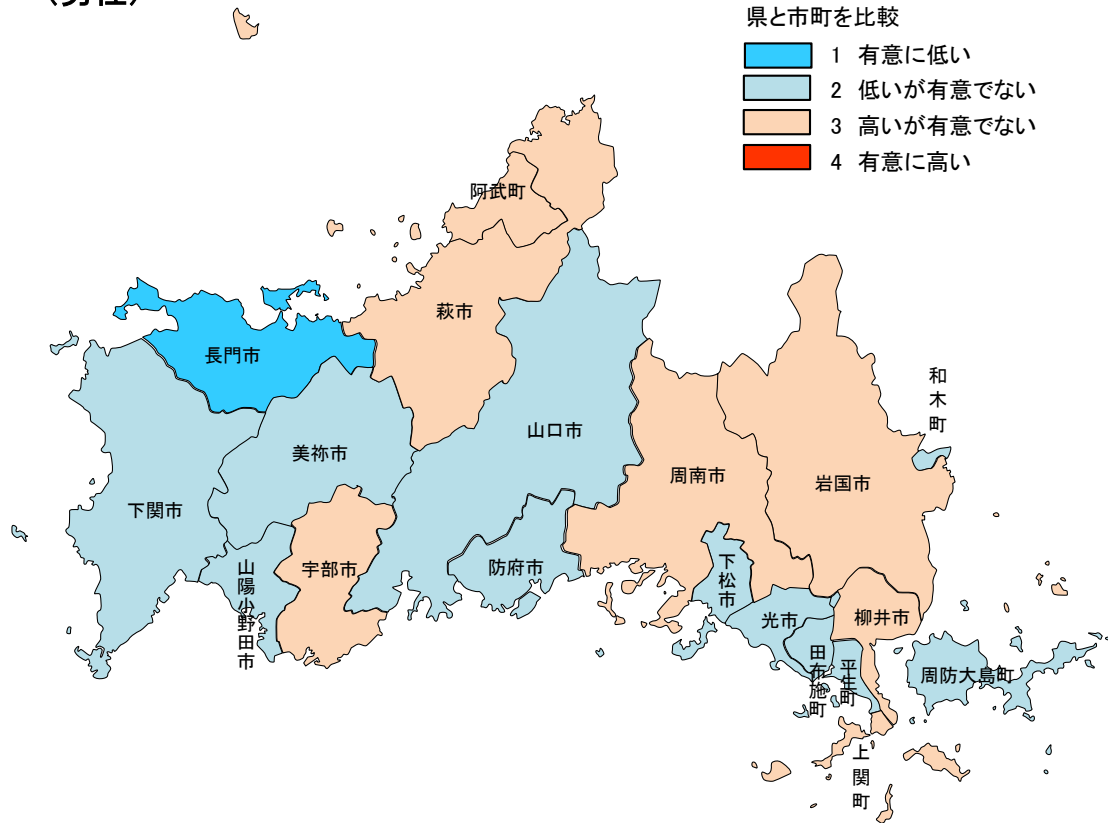 県と市町を比較
1 有意に低い
2 低いが有意でない
3 高いが有意でない
4 有意に高い
阿武町
萩市
長門市
和木町
山口市
美祢市
周南市
岩国市
下関市
山陽小野田市
宇部市
防府市
下松市
光市
柳井市
田布施町
平生町
周防大島町
上関町